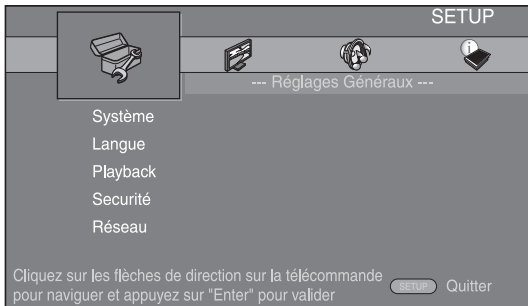 SETUP
--- Réglages Généraux ---
Système
Langue
Playback
Securité
Réseau
Cliquez sur les flèches de direction sur la télécommande
pour naviguer et appuyez sur "Enter" pour valider
SETUP Quitter